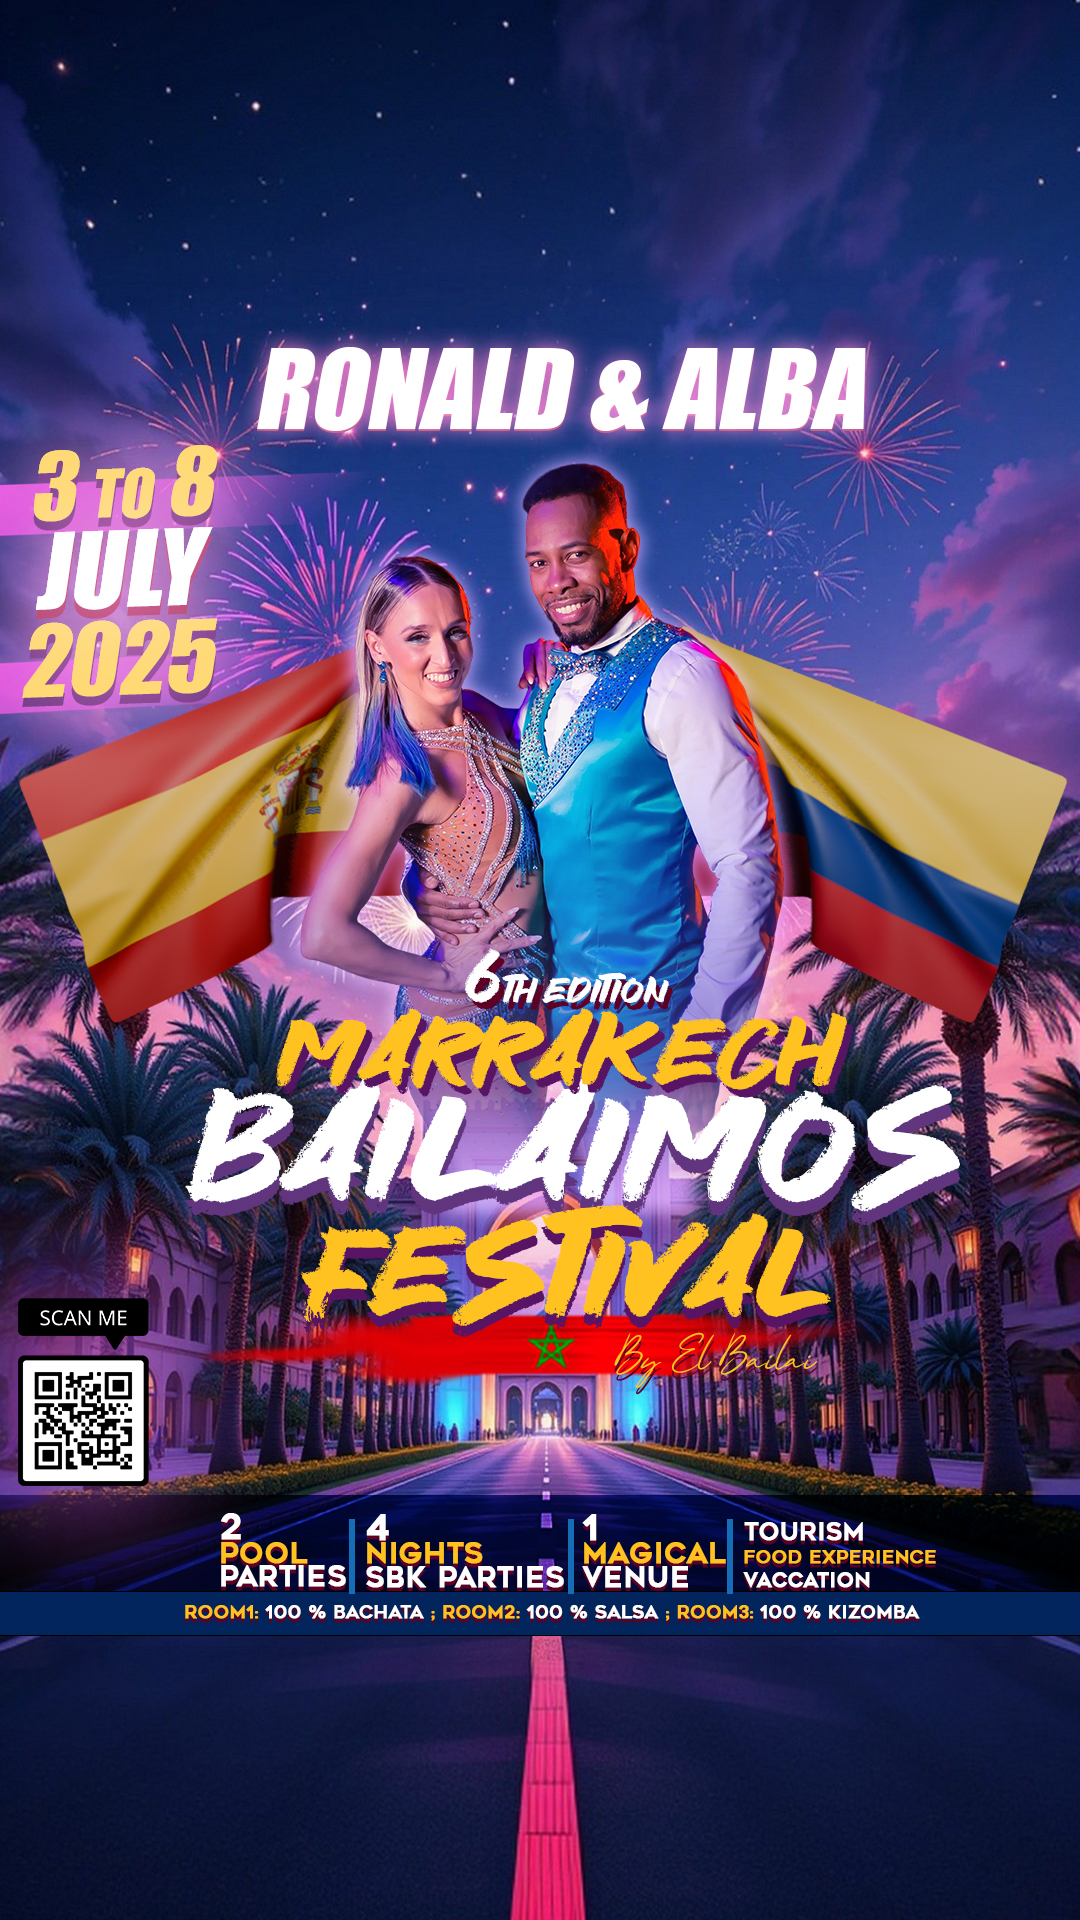 RONALD & ALBA
3 TO 8
JULY
2025
6TH EDITION
MARRAKECH
BAILAIMOS
FESTIVAL
By El Bailai
SCAN ME
2
POOL
PARTIES
4
NIGHTS
SBK PARTIES
1
MAGICAL
VENUE
TOURISM
FOOD EXPERIENCE
VACCATION
ROOM1: 100 % BACHATA ; ROOM2: 100 % SALSA ; ROOM3: 100 % KIZOMBA